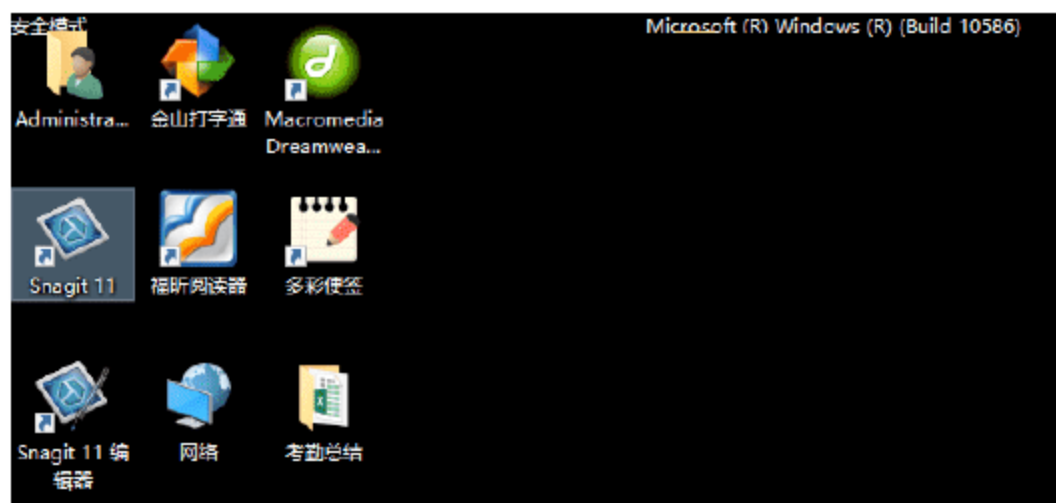 安全模式
Microsoft (R) Windows (R) (Build 10586)
Administra...
金山打字通
Macromedia
Dreamwea...
Snagit 11
福昕阅读器
多彩便签
Snagit 11 编
辑器
网络
考勤总结